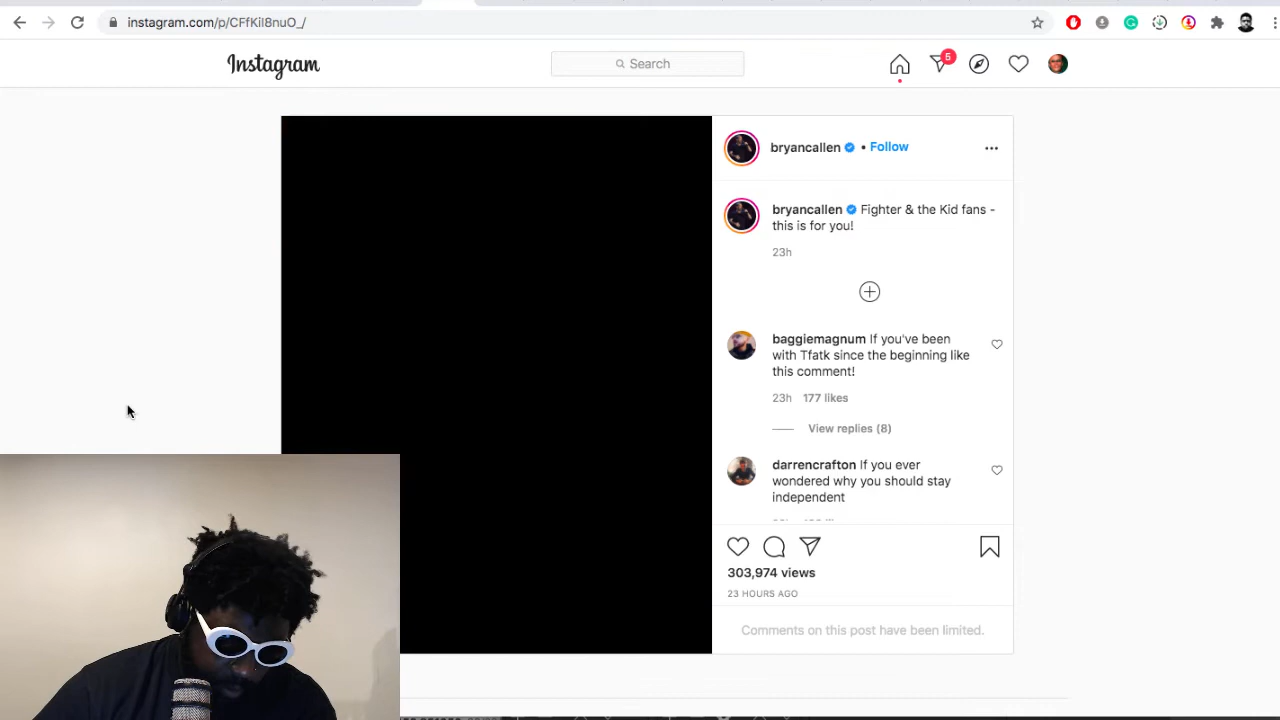 instagram.com/p/CFfKil8nuO_/
Instagram
Search
5
bryancallen • Follow
bryancallen Fighter & the Kid fans -
this is for you!
23h
baggiemagnum If you've been
with Tfatk since the beginning like
this comment!
23h 177 likes
View replies (8)
darrencrafton If you ever
wondered why you should stay
independent
303,974 views
23 HOURS AGO
Comments on this post have been limited.